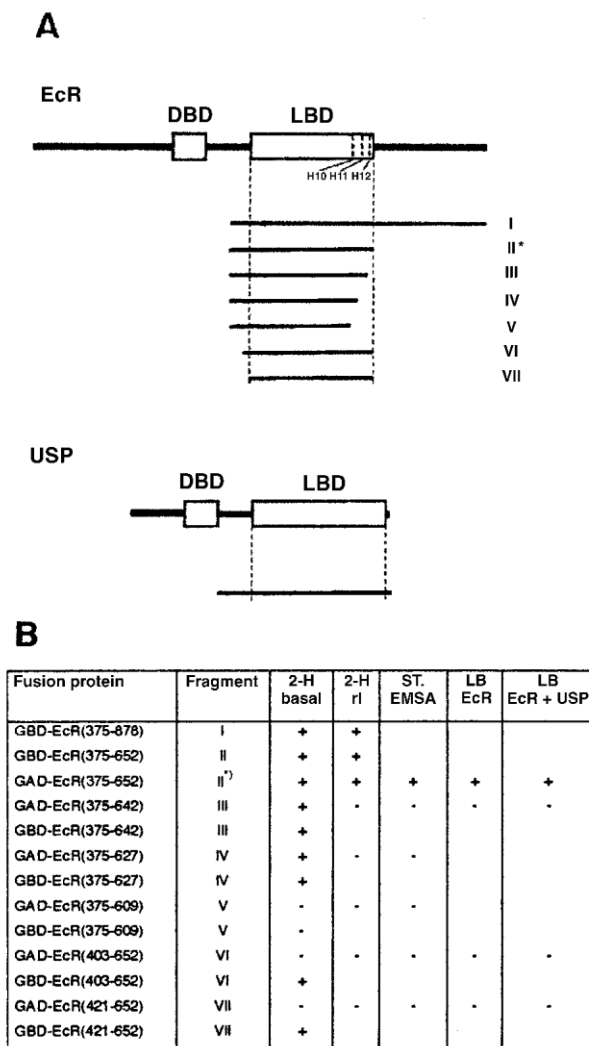 A
EcR
DBD LBD
H10 H11 H12
I
II*
III
IV
V
VI
VII
USP
DBD LBD
B
Fusion protein Fragment 2-H basal 2-H rl ST. EMSA LB EcR LB EcR + USP
GBD-EcR(375-878) I + +
GBD-EcR(375-652) II + +
GAD-EcR(375-652) II*) + + + + +
GAD-EcR(375-642) III + - - - -
GBD-EcR(375-642) III +
GAD-EcR(375-627) IV + - -
GBD-EcR(375-627) IV +
GAD-EcR(375-609) V - - -
GBD-EcR(375-609) V -
GAD-EcR(403-652) VI - - - - -
GBD-EcR(403-652) VI +
GAD-EcR(421-652) VII - - - - -
GBD-EcR(421-652) VII +